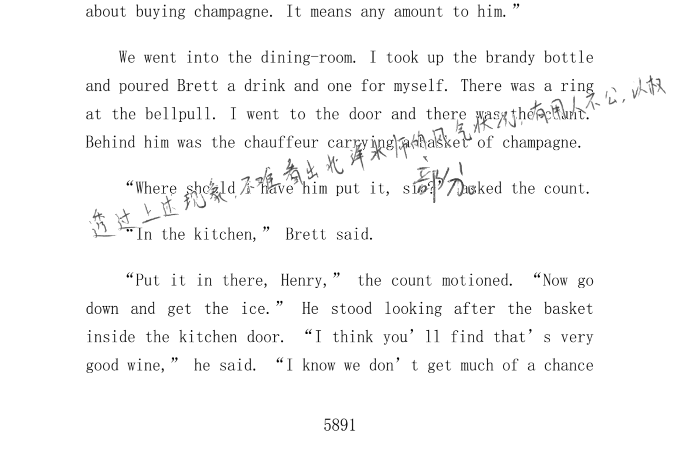 about buying champagne. It means any amount to him.”
We went into the dining-room. I took up the brandy bottle
and poured Brett a drink and one for myself. There was a ring
at the bellpull. I went to the door and there was the count.
Behind him was the chauffeur carrying a basket of champagne.
“Where should I have him put it, sir?” asked the count.
“In the kitchen,” Brett said.
“Put it in there, Henry,” the count motioned. “Now go
down and get the ice.” He stood looking after the basket
inside the kitchen door. “I think you’ll find that’s very
good wine,” he said. “I know we don’t get much of a chance
5891
透过上述现象,不难看出北洋水师的风气状况,有用人不公,以权
部分。